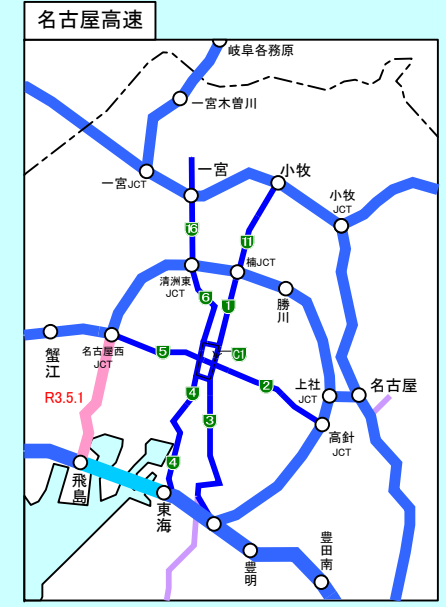 名古屋高速
岐阜各務原
一宮木曽川
一宮JCT
一宮
小牧
小牧
JCT
16
11
清洲東
JCT
楠JCT
勝川
6
1
名古屋西
JCT
蟹江
5
C1
2
上社
JCT
名古屋
R3.5.1
4
3
高針
JCT
4
飛島
東海
豊明
豊田南